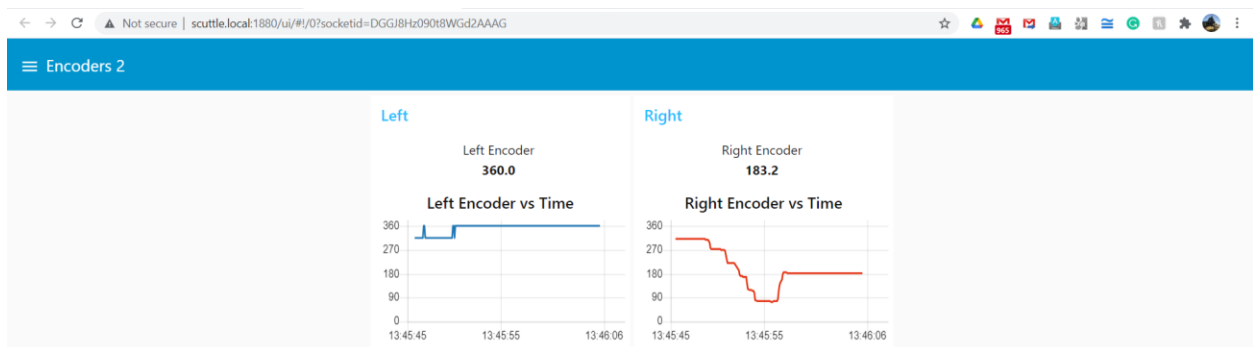 Not secure | scuttle.local:1880/ui/#!/0?socketid=DGGJ8Hz090t8WGd2AAAG
965
Encoders 2
Left
Left Encoder
360.0
Left Encoder vs Time
360
270
180
90
0
13:45:45 13:45:55 13:46:06
Right
Right Encoder
183.2
Right Encoder vs Time
360
270
180
90
0
13:45:45 13:45:55 13:46:06